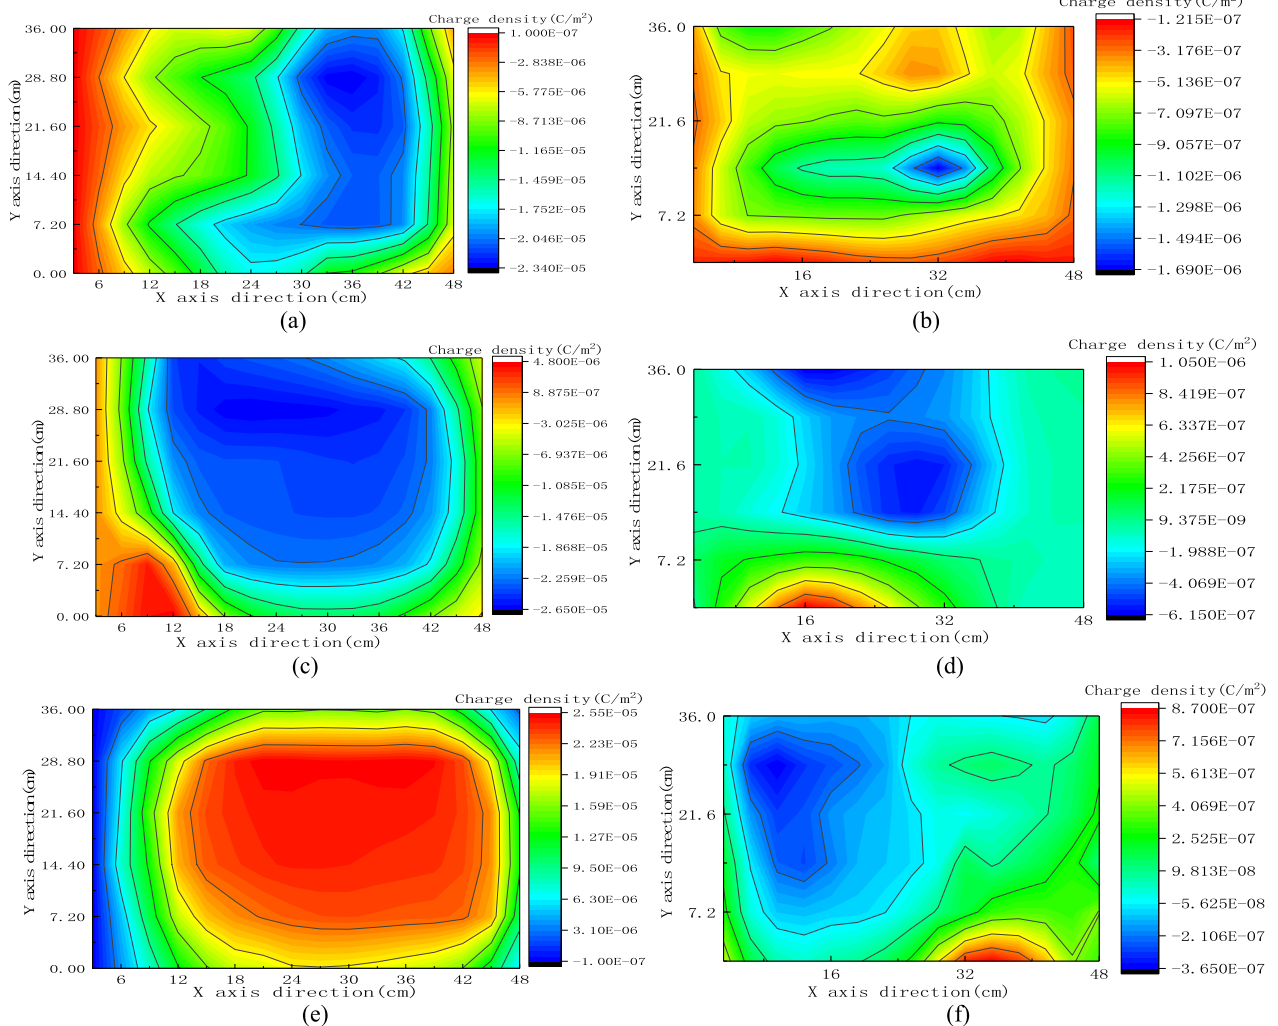 Charge density(C/m²)
36.00
28.80
21.60
14.40
7.20
0.00
Y axis direction(cm)
6 12 18 24 30 36 42 48
X axis direction(cm)
1.000E-07
-2.838E-06
-5.775E-06
-8.713E-06
-1.165E-05
-1.459E-05
-1.752E-05
-2.046E-05
-2.340E-05
(a)
Charge density(C/m²)
36.0
21.6
7.2
Y axis direction(cm)
16 32 48
X axis direction(cm)
-1.215E-07
-3.176E-07
-5.136E-07
-7.097E-07
-9.057E-07
-1.102E-06
-1.298E-06
-1.494E-06
-1.690E-06
(b)
Charge density(C/m²)
36.00
28.80
21.60
14.40
7.20
0.00
Y axis direction(cm)
6 12 18 24 30 36 42 48
X axis direction(cm)
4.800E-06
8.875E-07
-3.025E-06
-6.937E-06
-1.085E-05
-1.476E-05
-1.868E-05
-2.259E-05
-2.650E-05
(c)
Charge density(C/m²)
36.0
21.6
7.2
Y axis direction(cm)
16 32 48
X axis direction(cm)
1.050E-06
8.419E-07
6.337E-07
4.256E-07
2.175E-07
9.375E-09
-1.987E-07
-4.069E-07
-6.150E-07
(d)
Charge density(C/m²)
36.00
28.80
21.60
14.40
7.20
0.00
Y axis direction(cm)
6 12 18 24 30 36 42 48
X axis direction(cm)
2.55E-05
2.23E-05
1.91E-05
1.59E-05
1.27E-05
9.50E-06
6.30E-06
3.10E-06
-1.00E-07
(e)
Charge density(C/m²)
36.0
21.6
7.2
Y axis direction(cm)
16 32 48
X axis direction(cm)
8.700E-07
7.156E-07
5.613E-07
4.069E-07
2.525E-07
9.813E-08
-5.625E-08
-2.106E-07
-3.650E-07
(f)